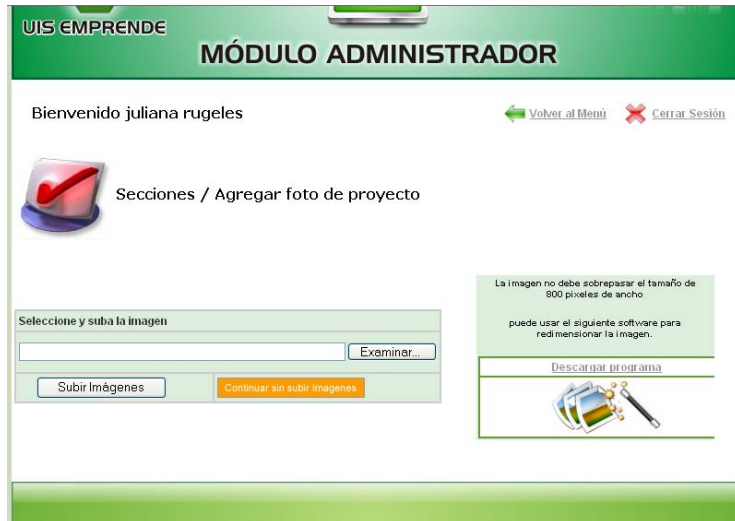 UIS EMPRENDE
MÓDULO ADMINISTRADOR
Bienvenido juliana rugeles
Volver al Menú
Cerrar Sesión
Secciones / Agregar foto de proyecto
La imagen no debe sobrepasar el tamaño de
800 pixeles de ancho
puede usar el siguiente software para
redimensionar la imagen.
Descargar programa
Seleccione y suba la imagen
Examinar...
Subir Imágenes
Continuar sin subir Imagenes